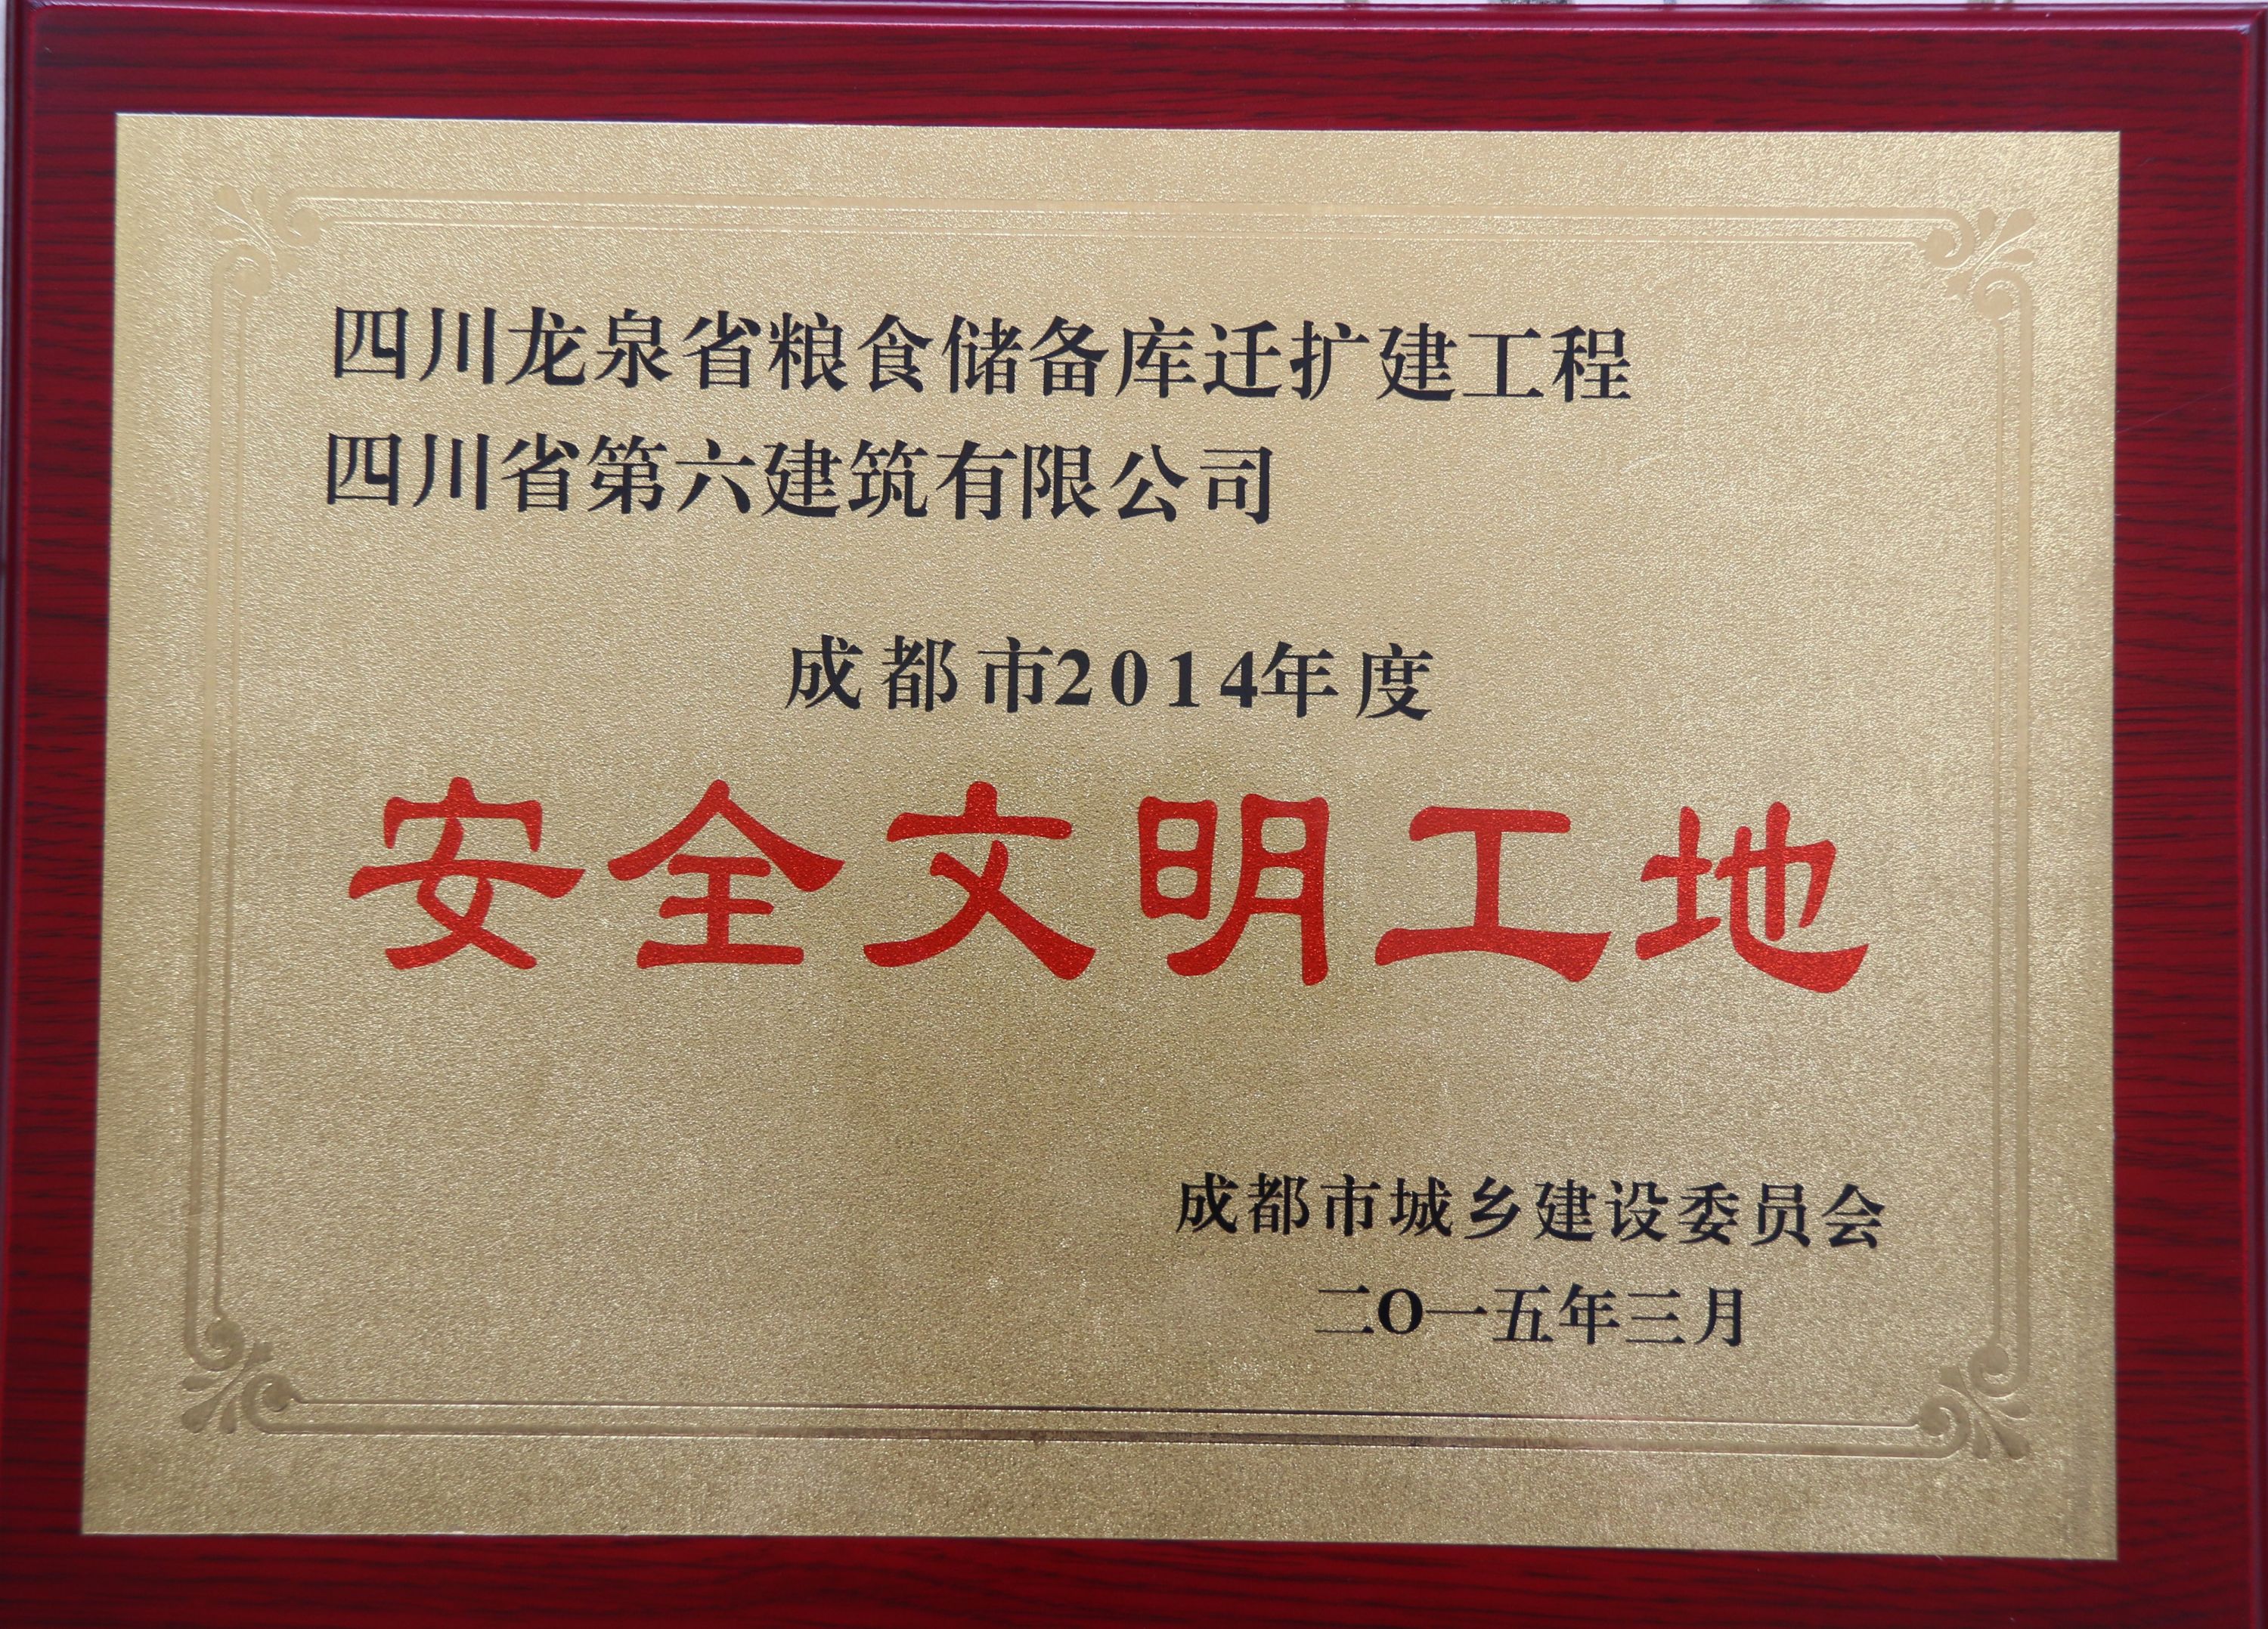 四川龙泉省粮食储备库迁扩建工程
四川省第六建筑有限公司
成都市2014年度
安全文明工地
成都市城乡建设委员会
二O一五年三月